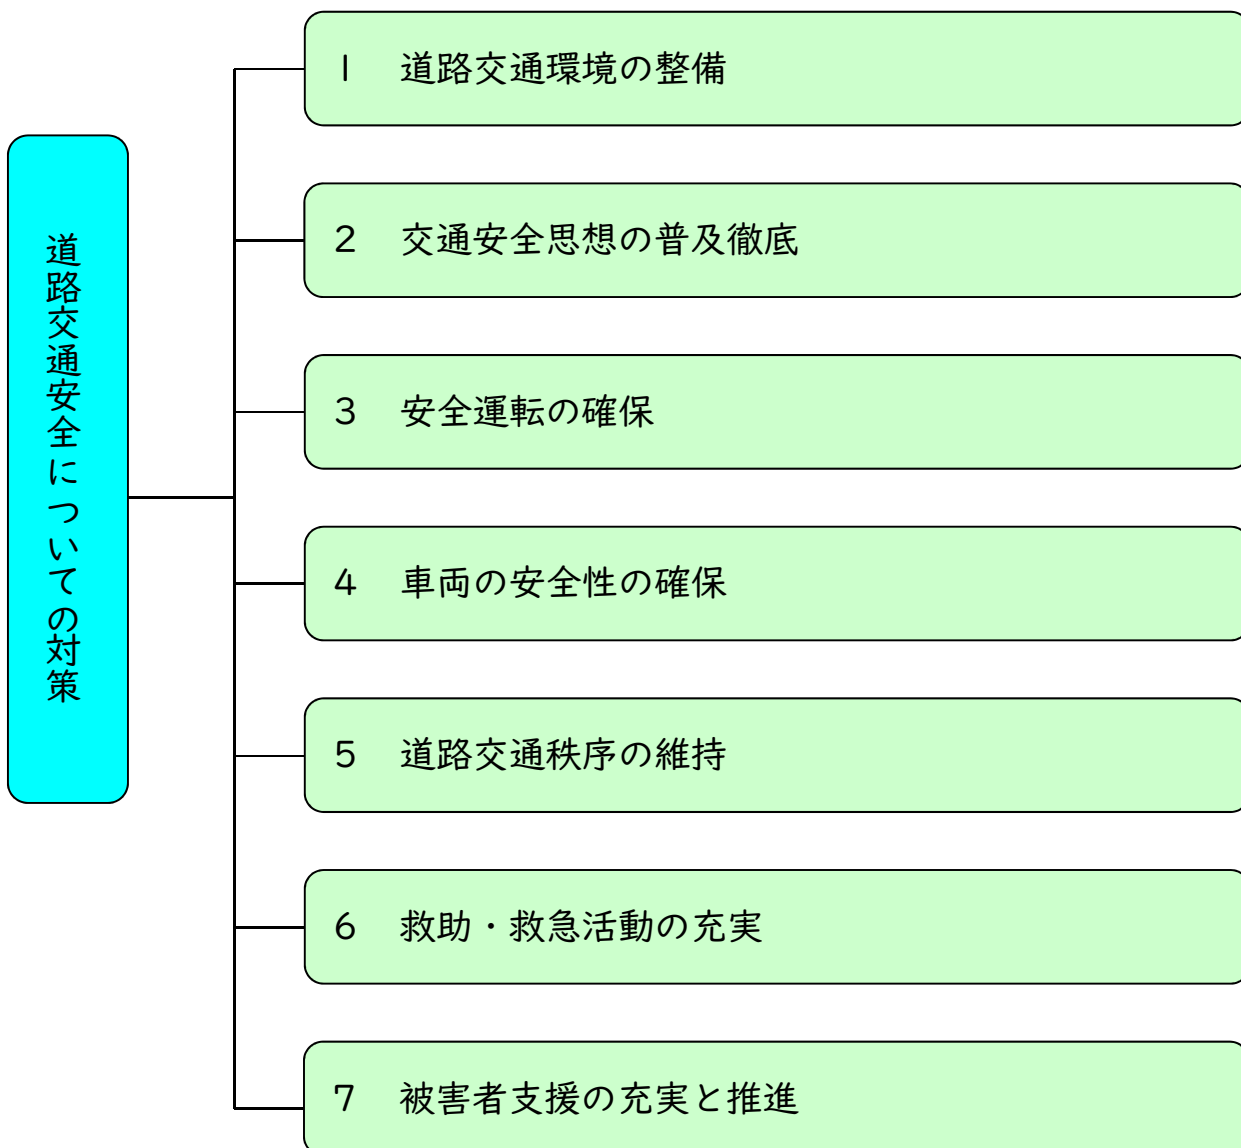 道路交通安全についての対策
1 道路交通環境の整備
2 交通安全思想の普及徹底
3 安全運転の確保
4 車両の安全性の確保
5 道路交通秩序の維持
6 救助・救急活動の充実
7 被害者支援の充実と推進